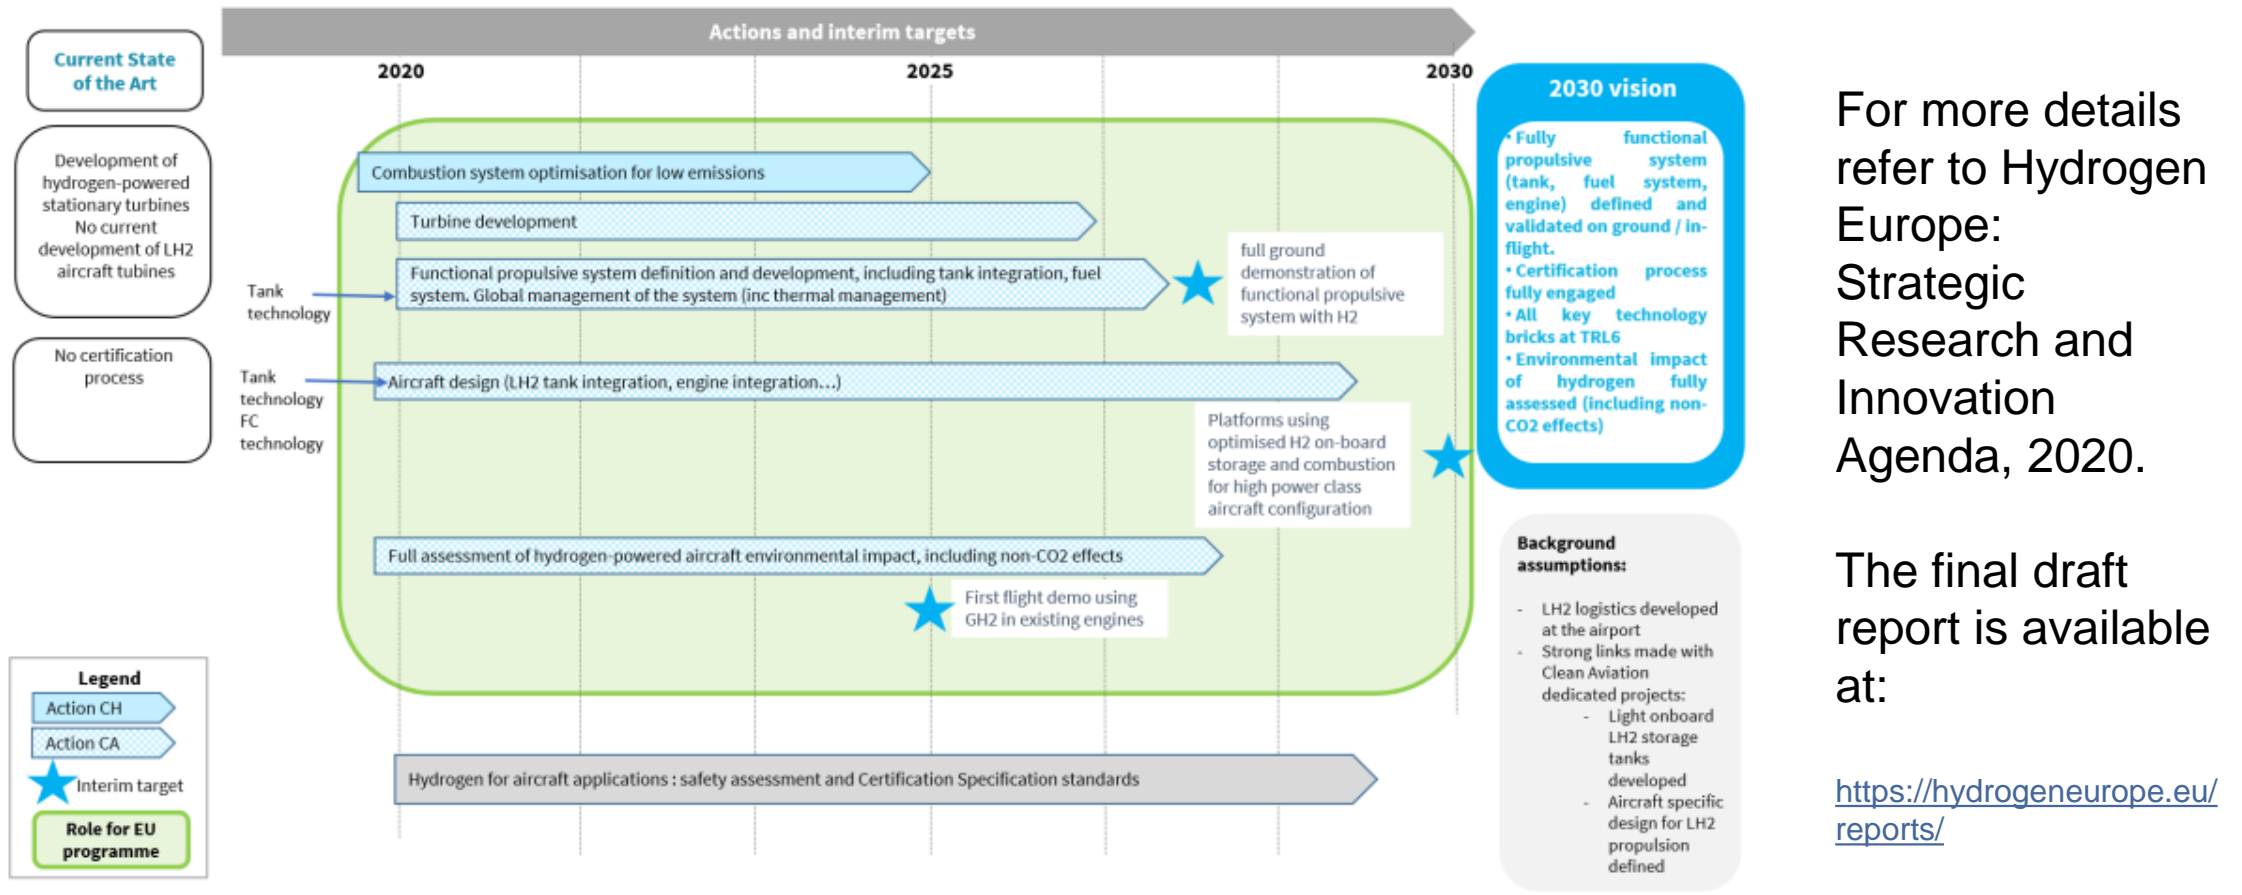 Actions and interim targets
Current State
of the Art
2020
2025
2030
Development of
hydrogen-powered
stationary turbines
No current
development of LH2
aircraft tubines
No certification
process
Combustion system optimisation for low emissions
Turbine development
Tank
technology
Functional propulsive system definition and development, including tank integration, fuel
system. Global management of the system (inc thermal management)
full ground
demonstration of
functional propulsive
system with H2
Tank
technology
FC
technology
Aircraft design (LH2 tank integration, engine integration...)
Platforms using
optimised H2 on-board
storage and combustion
for high power class
aircraft configuration
Full assessment of hydrogen-powered aircraft environmental impact, including non-CO2 effects
First flight demo using
GH2 in existing engines
Hydrogen for aircraft applications : safety assessment and Certification Specification standards
Legend
Action CH
Action CA
Interim target
Role for EU
programme
2030 vision
• Fully functional
propulsive system
(tank, fuel system,
engine) defined and
validated on ground / in-
flight.
• Certification process
fully engaged
• All key technology
bricks at TRL6
• Environmental impact
of hydrogen fully
assessed (including non-
CO2 effects)
Background
assumptions:
- LH2 logistics developed
at the airport
- Strong links made with
Clean Aviation
dedicated projects:
- Light onboard
LH2 storage
tanks
developed
- Aircraft specific
design for LH2
propulsion
defined
For more details
refer to Hydrogen
Europe:
Strategic
Research and
Innovation
Agenda, 2020.
The final draft
report is available
at:
https://hydrogeneurope.eu/
reports/